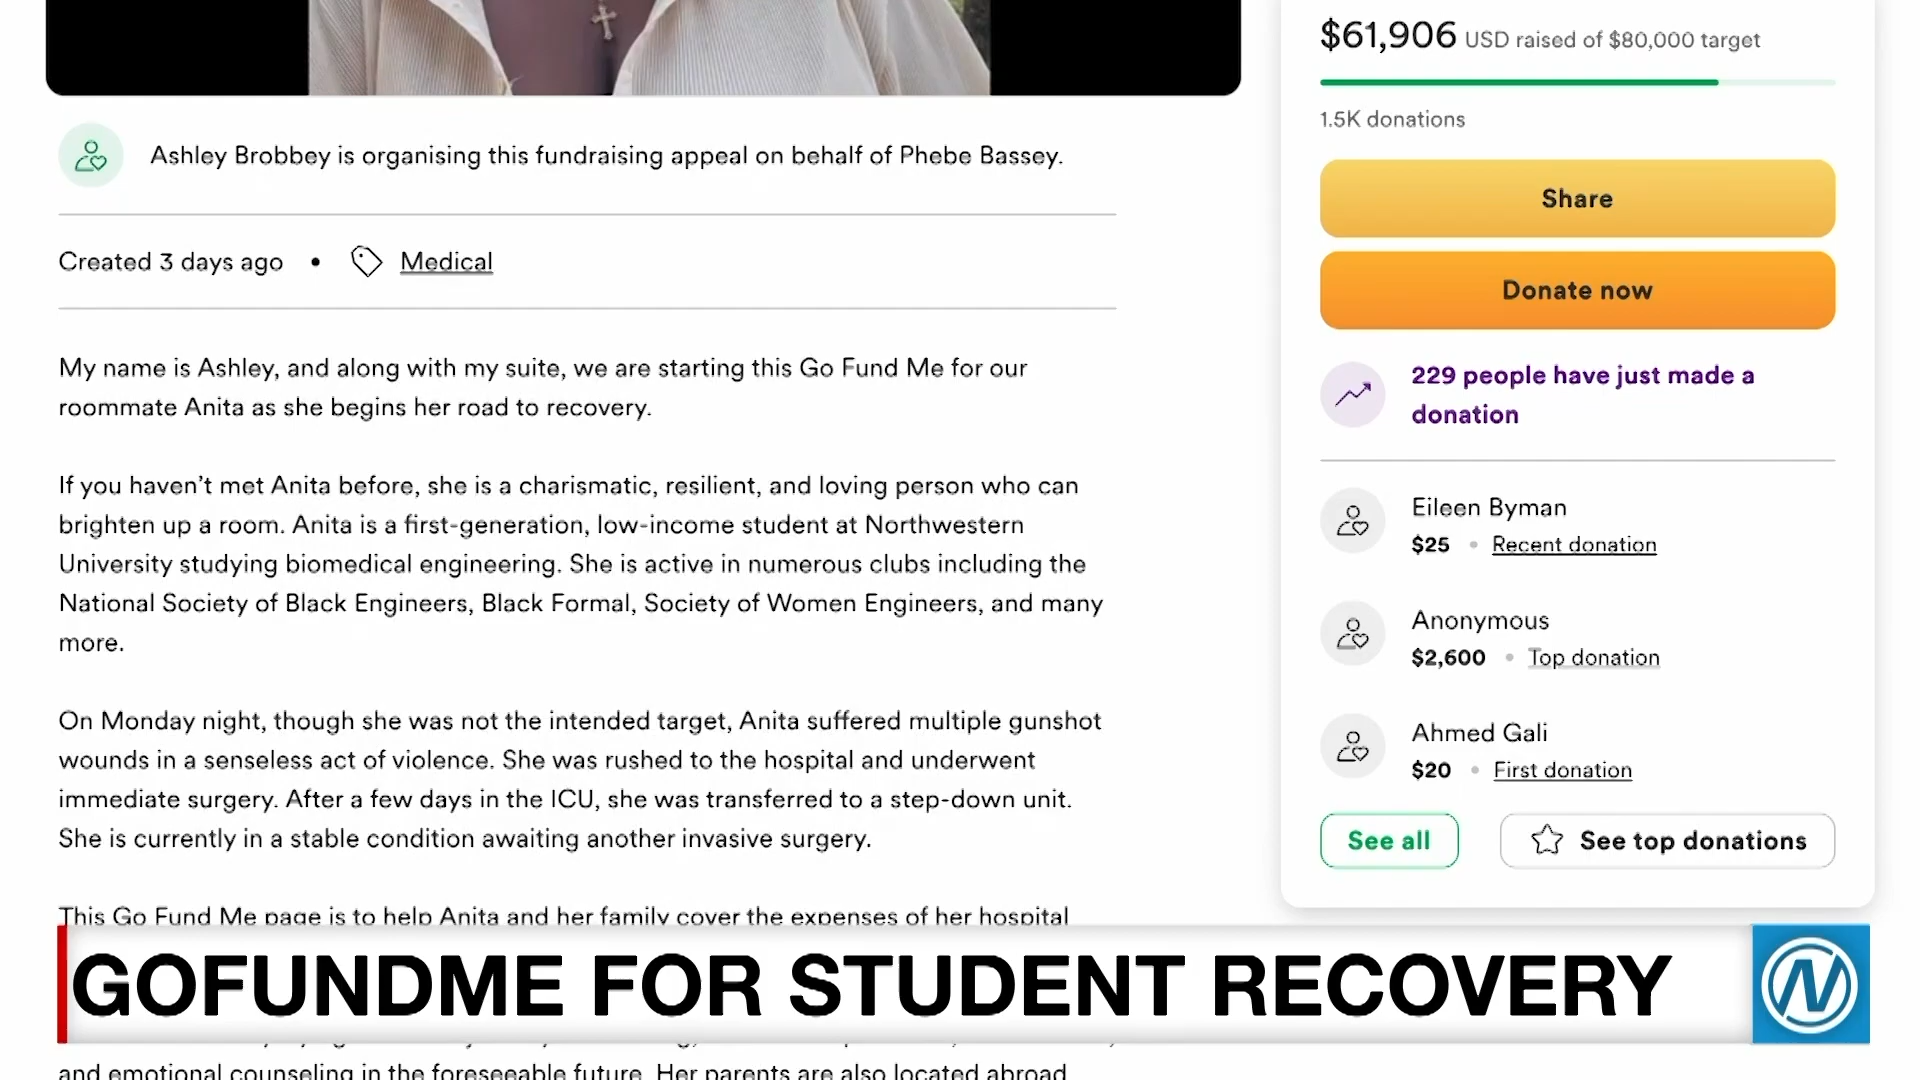 $61,906 USD raised of $80,000 target
1.5K donations
Share
Donate now
229 people have just made a
donation
Eileen Byman
$25 • Recent donation
Anonymous
$2,600 • Top donation
Ahmed Gali
$20 • First donation
See all
See top donations
Ashley Brobbey is organising this fundraising appeal on behalf of Phebe Bassey.
Created 3 days ago • Medical
My name is Ashley, and along with my suite, we are starting this Go Fund Me for our
roommate Anita as she begins her road to recovery.
If you haven’t met Anita before, she is a charismatic, resilient, and loving person who can
brighten up a room. Anita is a first-generation, low-income student at Northwestern
University studying biomedical engineering. She is active in numerous clubs including the
National Society of Black Engineers, Black Formal, Society of Women Engineers, and many
more.
On Monday night, though she was not the intended target, Anita suffered multiple gunshot
wounds in a senseless act of violence. She was rushed to the hospital and underwent
immediate surgery. After a few days in the ICU, she was transferred to a step-down unit.
She is currently in a stable condition awaiting another invasive surgery.
This Go Fund Me page is to help Anita and her family cover the expenses of her hospital
GOFUNDME FOR STUDENT RECOVERY
N
and emotional counseling in the foreseeable future. Her parents are also located abroad